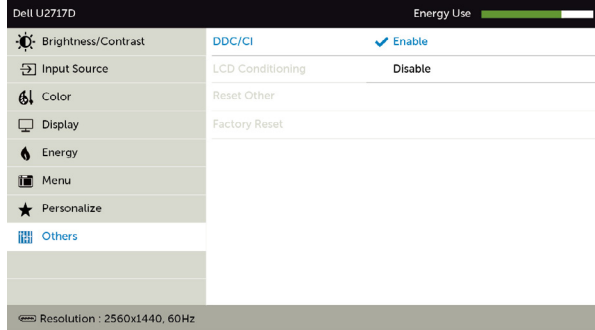 Dell U2717D Energy Use
Brightness/Contrast DDC/CI Enable
Input Source LCD Conditioning Disable
Color Reset Other
Display Factory Reset
Energy
Menu
Personalize
Others
Resolution : 2560x1440, 60Hz